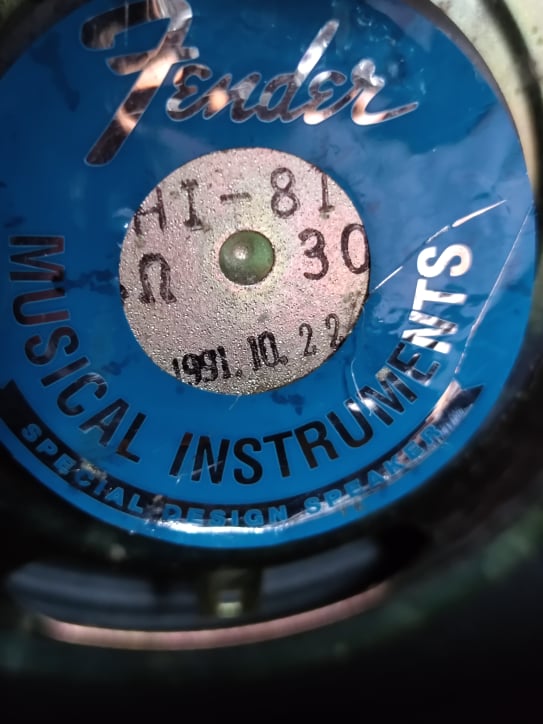 Fender
HI-81
Ω 30
1991.10.22
MUSICAL INSTRUMENTS
SPECIAL DESIGN SPEAKER